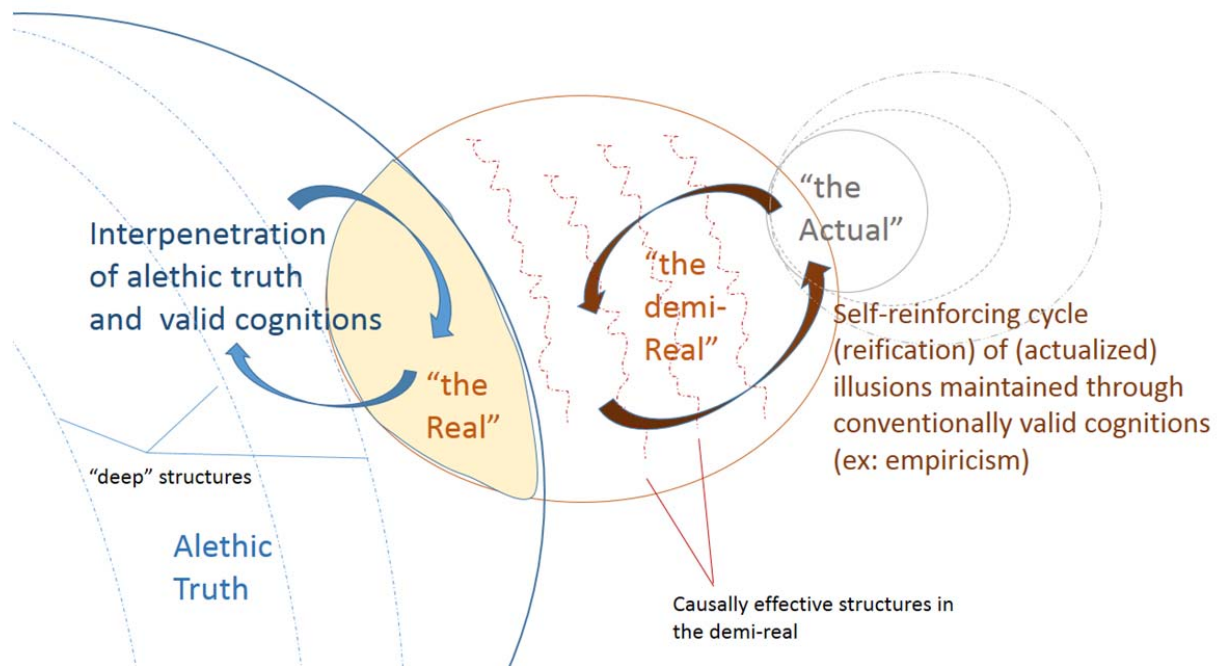 Interpenetration
of alethic truth
and valid cognitions
“the
Real”
“deep” structures
Alethic
Truth
“the
demi-
Real”
“the
Actual”
Self-reinforcing cycle
(reification) of (actualized)
illusions maintained through
conventionally valid cognitions
(ex: empiricism)
Causally effective structures in
the demi-real